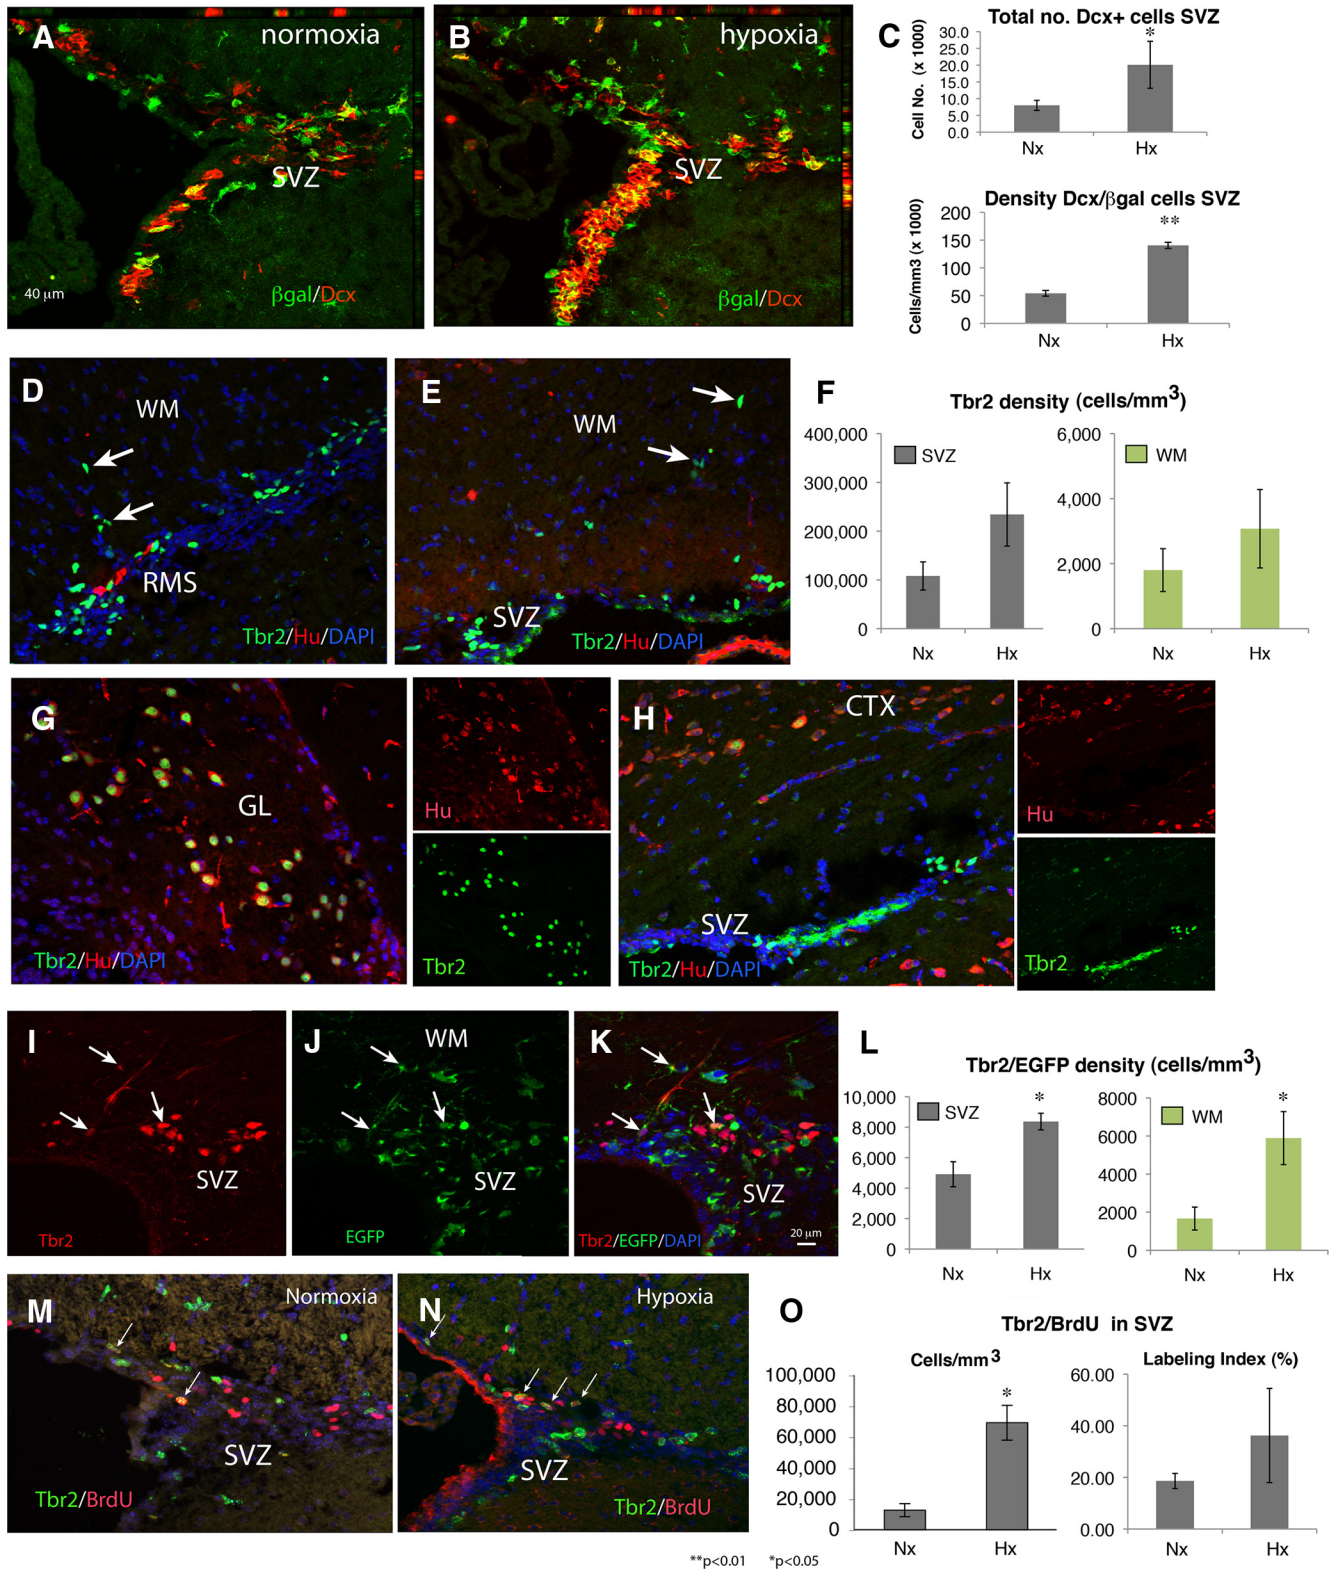 A
normoxia
SVZ
40 µm
βgal/Dcx
B
hypoxia
SVZ
βgal/Dcx
C
Total no. Dcx+ cells SVZ
Cell No. (x 1000)
30.0
25.0
20.0
15.0
10.0
5.0
0.0
*
Nx
Hx
Density Dcx/βgal cells SVZ
Cells/mm3 (x 1000)
200
150
100
50
0
**
Nx
Hx
D
WM
RMS
Tbr2/Hu/DAPI
E
WM
SVZ
Tbr2/Hu/DAPI
F
Tbr2 density (cells/mm3)
400,000
300,000
200,000
100,000
0
SVZ
Nx
Hx
6,000
4,000
2,000
0
WM
Nx
Hx
G
GL
Tbr2/Hu/DAPI
Hu
Tbr2
H
CTX
SVZ
Tbr2/Hu/DAPI
Hu
Tbr2
I
SVZ
Tbr2
J
WM
SVZ
EGFP
K
SVZ
Tbr2/EGFP/DAPI
20 µm
L
Tbr2/EGFP density (cells/mm3)
10,000
8,000
6,000
4,000
2,000
0
SVZ
*
Nx
Hx
8000
6000
4000
2000
0
WM
*
Nx
Hx
M
Normoxia
SVZ
Tbr2/BrdU
N
Hypoxia
SVZ
Tbr2/BrdU
O
Tbr2/BrdU in SVZ
Cells/mm3
100,000
80,000
60,000
40,000
20,000
0
*
Nx
Hx
Labeling Index (%)
60.00
40.00
20.00
0.00
Nx
Hx
**p<0.01 *p<0.05